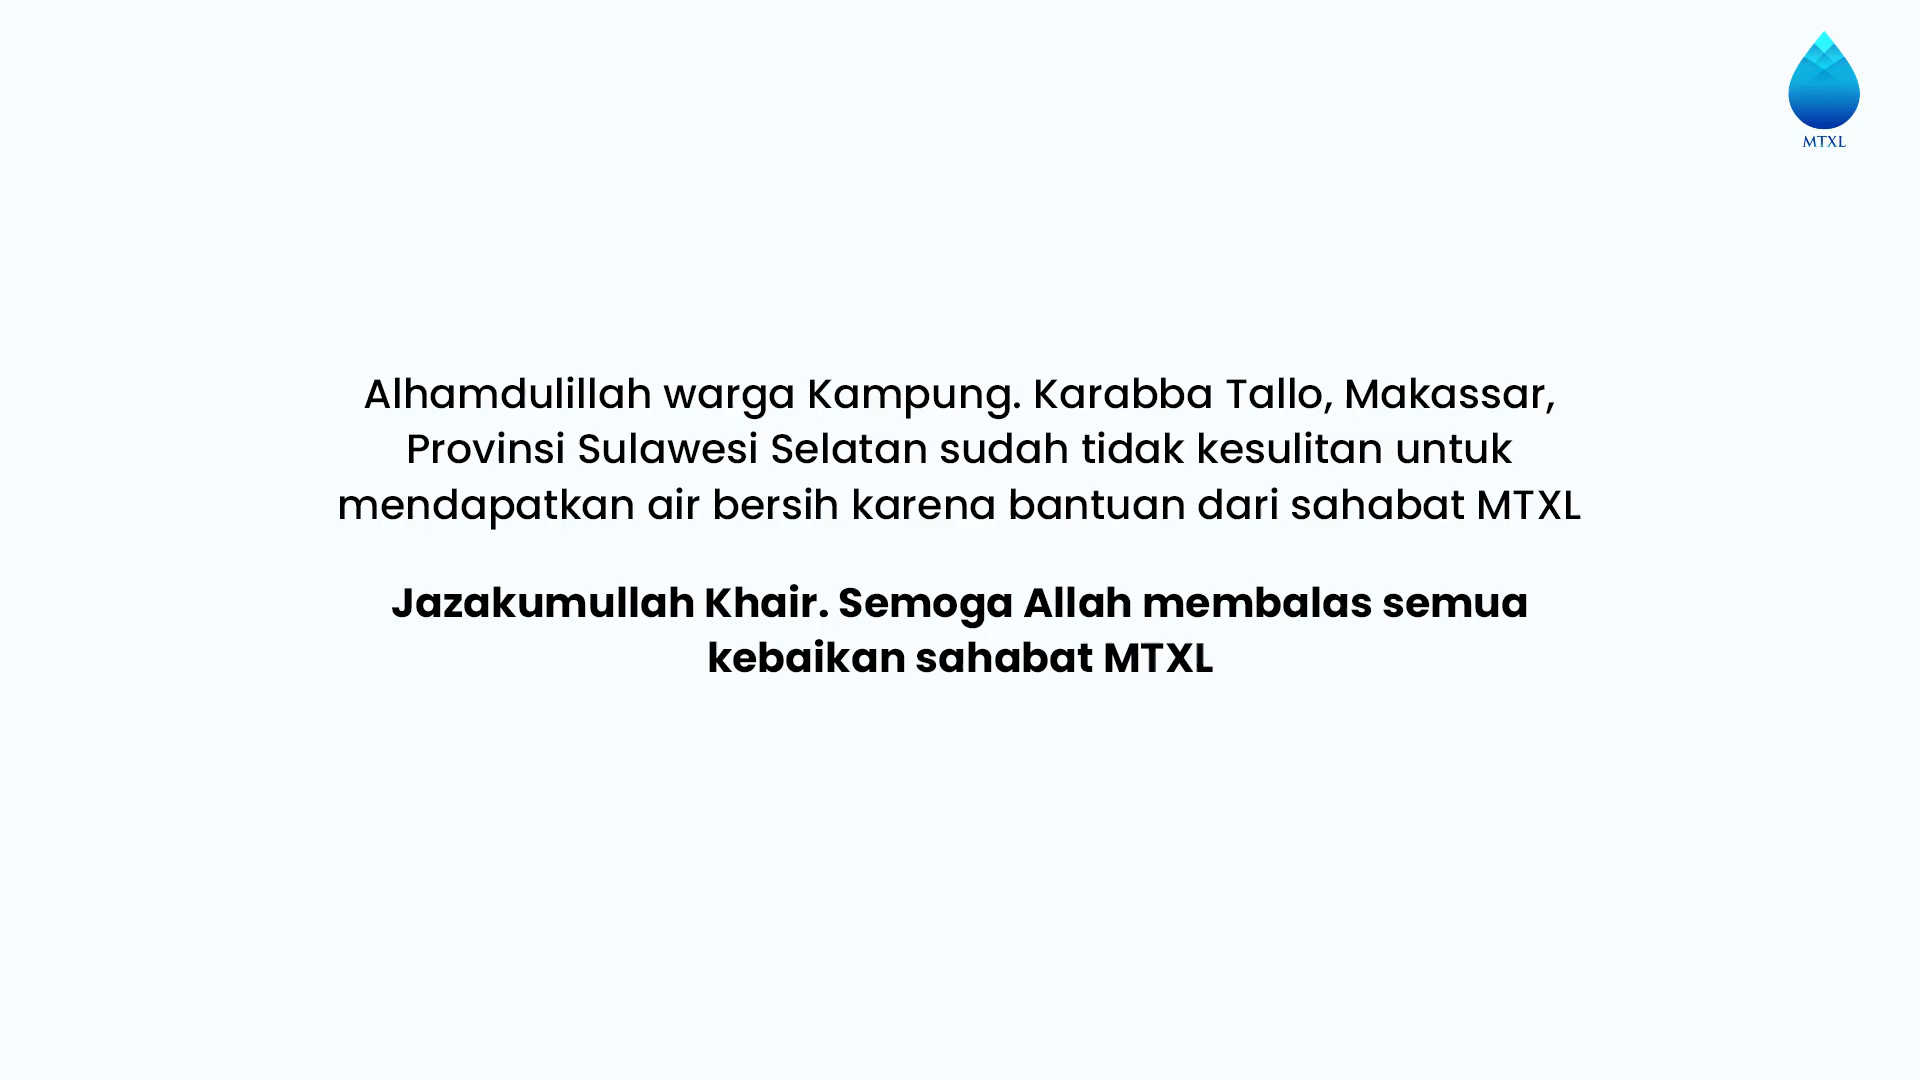 MTXL
Alhamdulillah warga Kampung. Karabba Tallo, Makassar,
Provinsi Sulawesi Selatan sudah tidak kesulitan untuk
mendapatkan air bersih karena bantuan dari sahabat MTXL
Jazakumullah Khair. Semoga Allah membalas semua
kebaikan sahabat MTXL